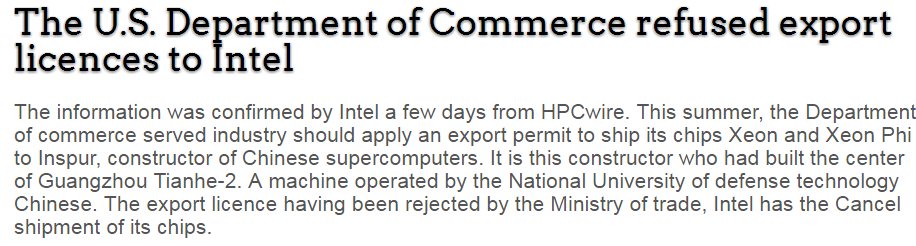 The U.S. Department of Commerce refused export
licences to Intel
The information was confirmed by Intel a few days from HPCwire. This summer, the Department
of commerce served industry should apply an export permit to ship its chips Xeon and Xeon Phi
to Inspur, constructor of Chinese supercomputers. It is this constructor who had built the center
of Guangzhou Tianhe-2. A machine operated by the National University of defense technology
Chinese. The export licence having been rejected by the Ministry of trade, Intel has the Cancel
shipment of its chips.